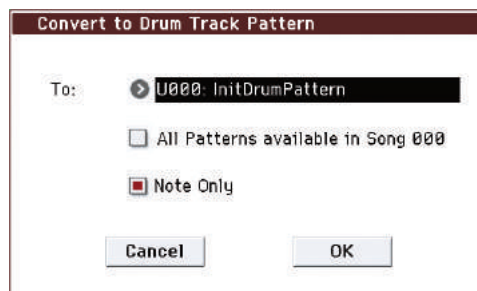 Convert to Drum Track Pattern
To: U000: InitDrumPattern
All Patterns available in Song 000
Note Only
Cancel OK